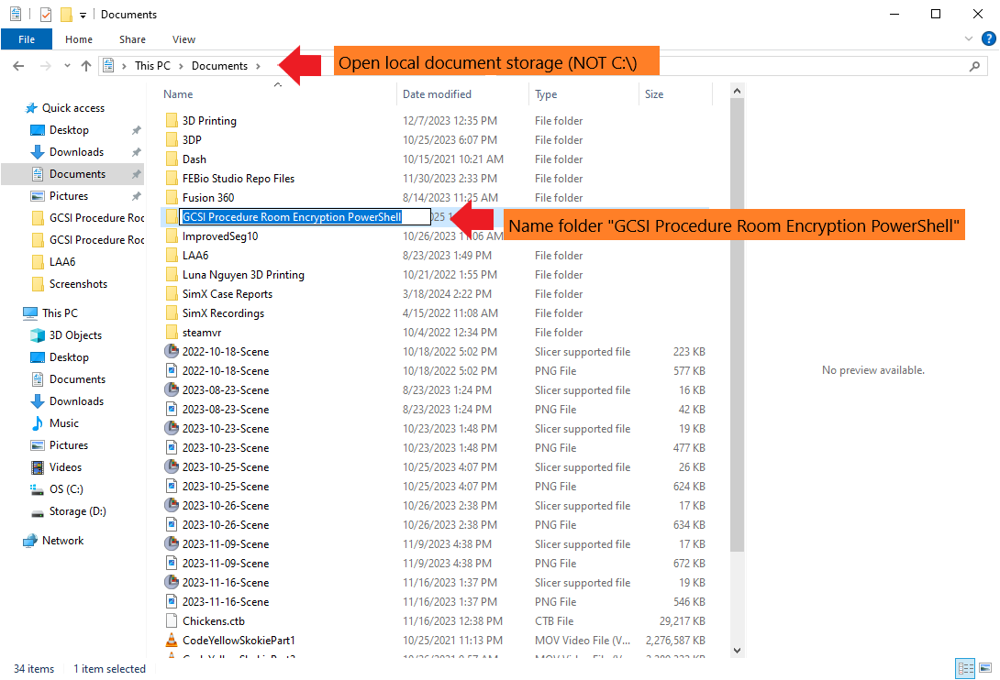 Documents
File Home Share View
This PC Documents
Open local document storage (NOT C:\)
Name Date modified Type Size
Quick access
Desktop
Downloads
Documents
Pictures
GCSI Procedure Roo
GCSI Procedure Roo
LAA6
Screenshots
This PC
3D Objects
Desktop
Documents
Downloads
Music
Pictures
Videos
OS (C:)
Storage (D:)
Network
3D Printing 12/7/2023 12:35 PM File folder
3DP 10/25/2023 6:07 PM File folder
Dash 10/15/2021 10:21 AM File folder
FEBio Studio Repo Files 11/30/2023 2:33 PM File folder
Fusion 360 8/14/2023 11:25 AM File folder
GCSI Procedure Room Encryption PowerShell
Name folder "GCSI Procedure Room Encryption PowerShell"
ImprovedSeg10 10/26/2023 11:06 AM
LAA6 8/23/2023 1:49 PM File folder
Luna Nguyen 3D Printing 10/21/2022 1:55 PM File folder
SimX Case Reports 3/18/2024 2:22 PM File folder
SimX Recordings 4/15/2022 11:08 AM File folder
steamvr 10/4/2022 12:34 PM File folder
2022-10-18-Scene 10/18/2022 5:02 PM Slicer supported file 223 KB
2022-10-18-Scene 10/18/2022 5:02 PM PNG File 577 KB
2023-08-23-Scene 8/23/2023 1:24 PM Slicer supported file 16 KB
2023-08-23-Scene 8/23/2023 1:24 PM PNG File 42 KB
2023-10-23-Scene 10/23/2023 1:48 PM Slicer supported file 19 KB
2023-10-23-Scene 10/23/2023 1:48 PM PNG File 477 KB
2023-10-25-Scene 10/25/2023 4:07 PM Slicer supported file 26 KB
2023-10-25-Scene 10/25/2023 4:07 PM PNG File 624 KB
2023-10-26-Scene 10/26/2023 2:38 PM Slicer supported file 17 KB
2023-10-26-Scene 10/26/2023 2:38 PM PNG File 634 KB
2023-11-09-Scene 11/9/2023 4:38 PM Slicer supported file 17 KB
2023-11-09-Scene 11/9/2023 4:38 PM PNG File 672 KB
2023-11-16-Scene 11/16/2023 1:37 PM Slicer supported file 19 KB
2023-11-16-Scene 11/16/2023 1:37 PM PNG File 546 KB
Chickens.ctb 11/16/2023 12:38 PM CTB File 29,217 KB
CodeYellowSkokiePart1 10/25/2021 11:13 PM MOV Video File (V... 2,276,587 KB
No preview available.
34 items 1 item selected